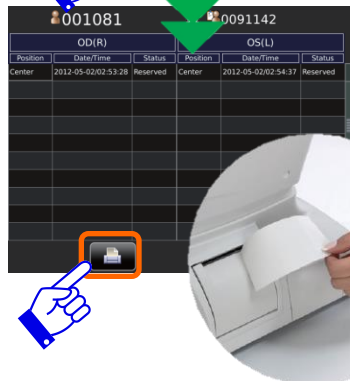 001081 0091142
OD(R) OS(L)
Position Date/Time Status Position Date/Time Status
Center 2012-05-02/02:53:28 Reserved Center 2012-05-02/02:54:37 Reserved